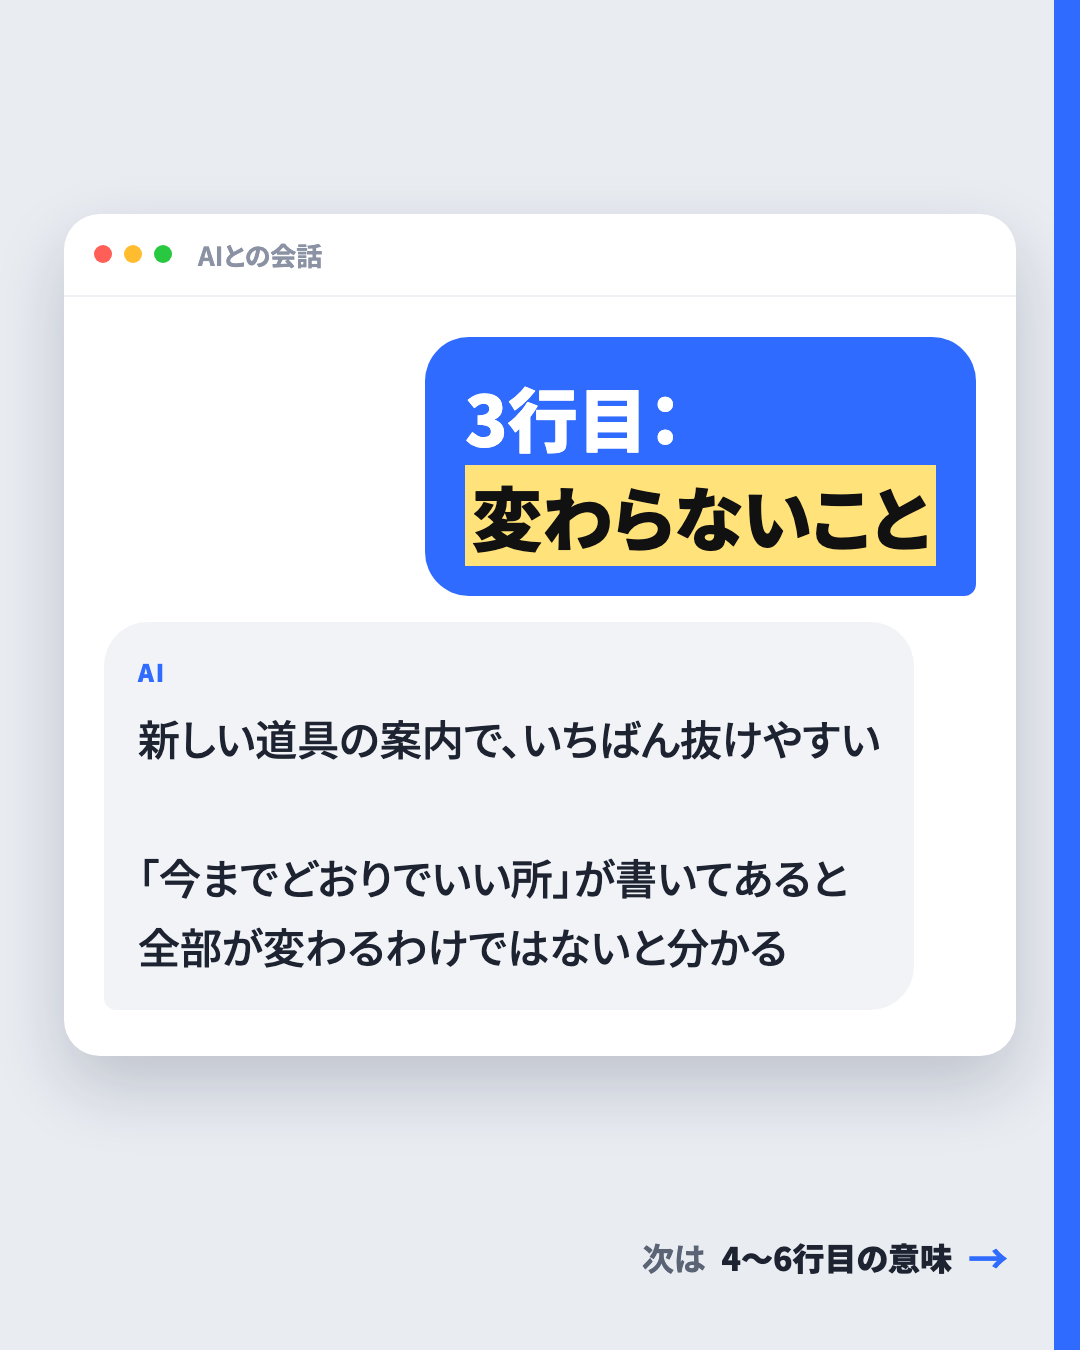 AIとの会話
3行目：
変わらないこと
AI
新しい道具の案内で、いちばん抜けやすい
「今までどおりでいい所」が書いてあると
全部が変わるわけではないと分かる
次は 4〜6行目の意味 →